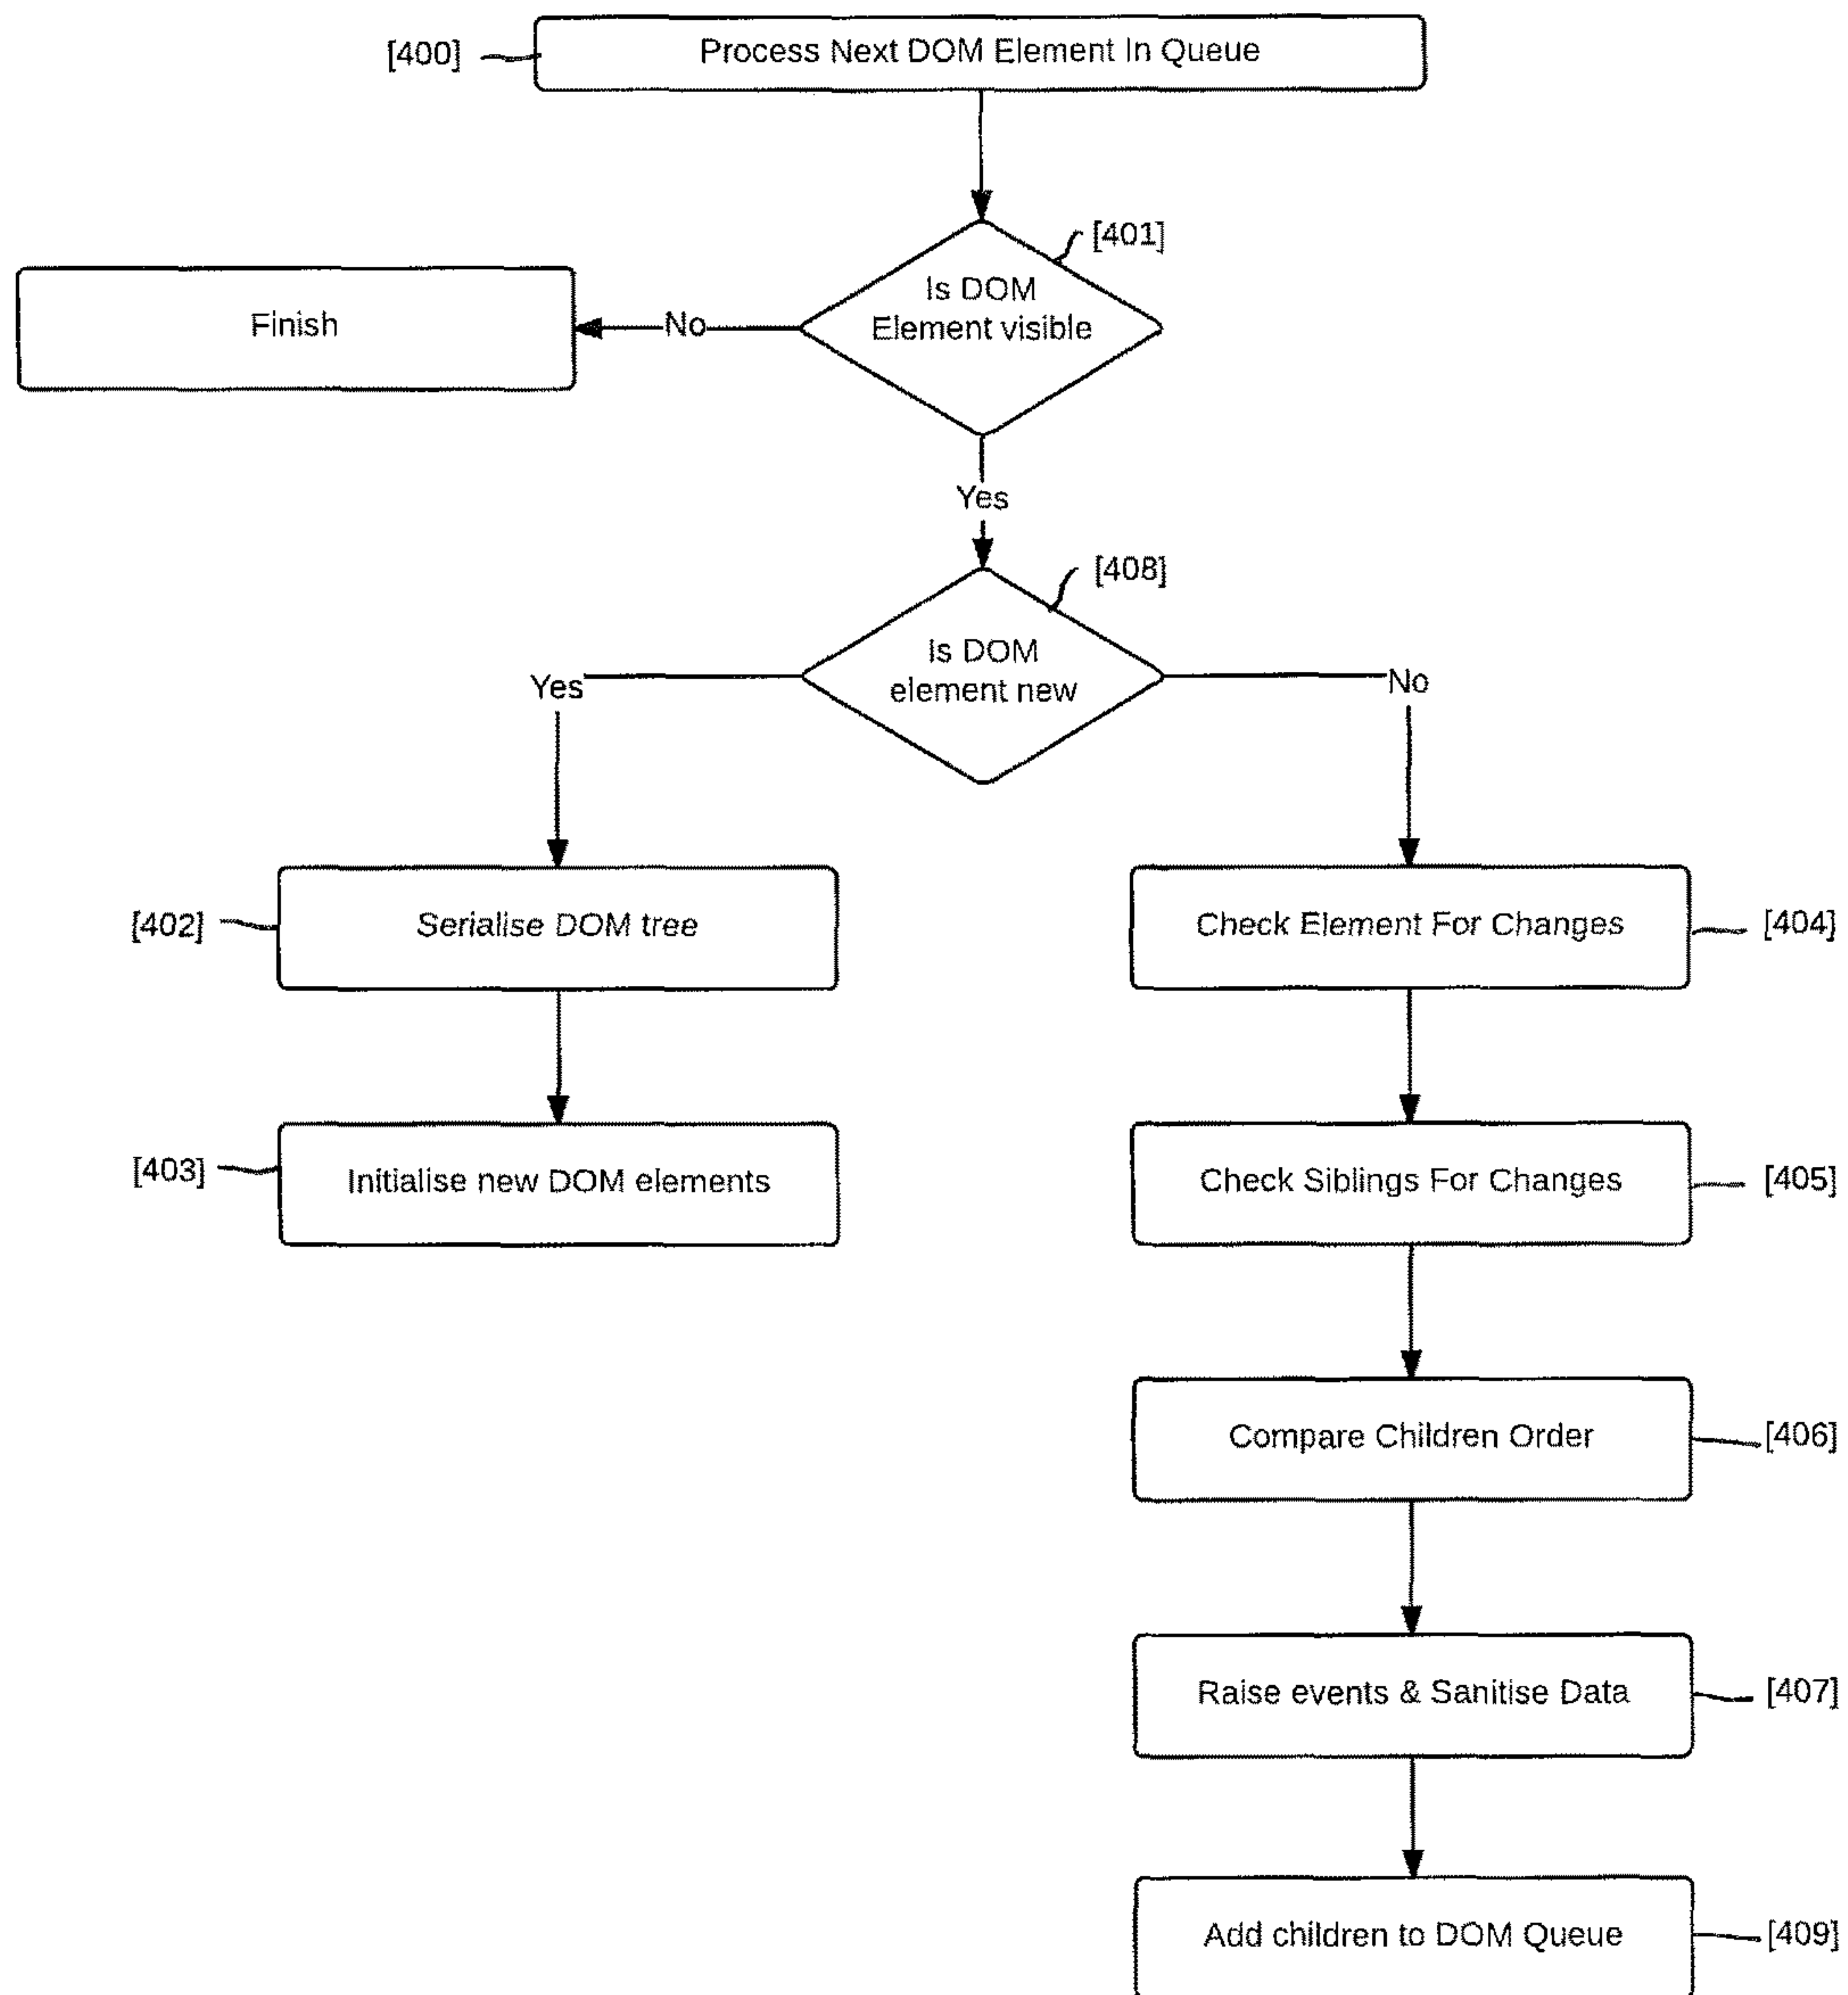 [400]
Process Next DOM Element In Queue
[401]
Is DOM
Element visible
No
Finish
Yes
[408]
Is DOM
element new
Yes
No
[402]
Serialise DOM tree
Check Element For Changes
[404]
[403]
Initialise new DOM elements
Check Siblings For Changes
[405]
Compare Children Order
[406]
Raise events & Sanitise Data
[407]
Add children to DOM Queue
[409]